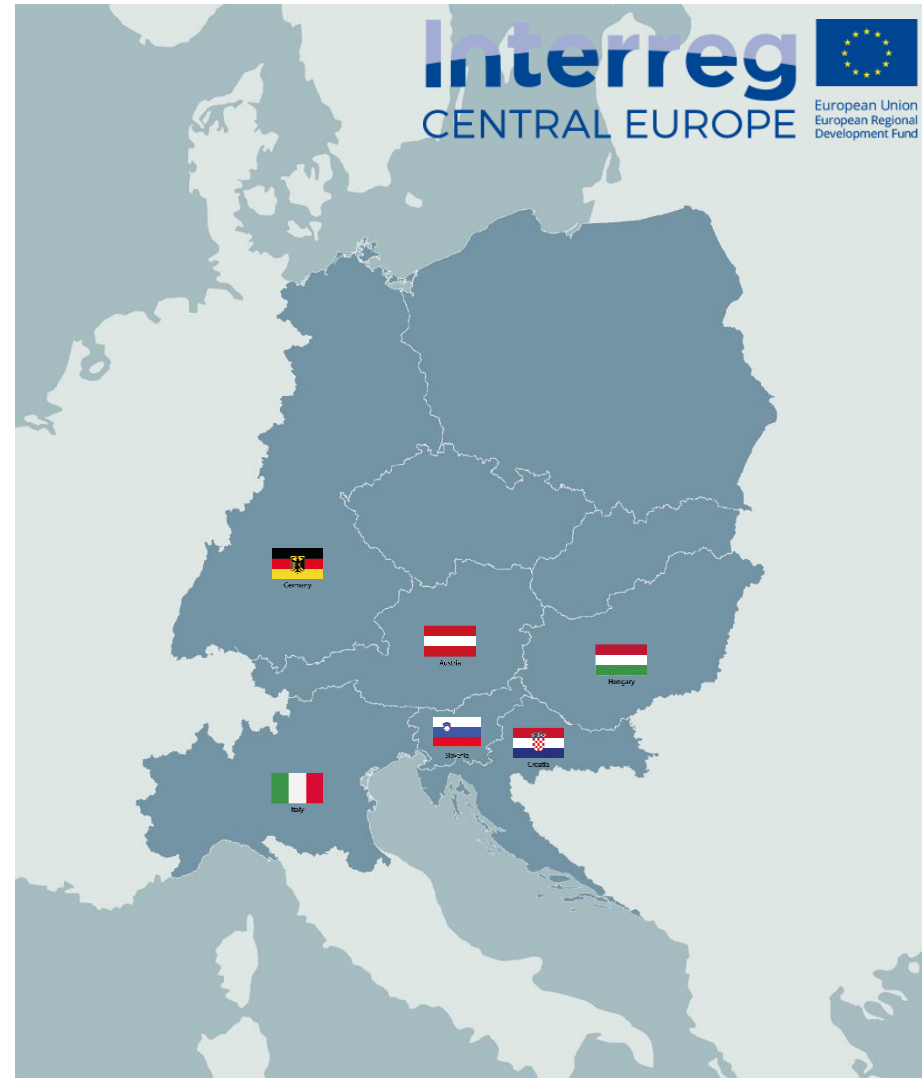 Interreg
CENTRAL EUROPE
European Union
European Regional
Development Fund
Germany
Austria
Hungary
Slovenia
Croatia
Italy